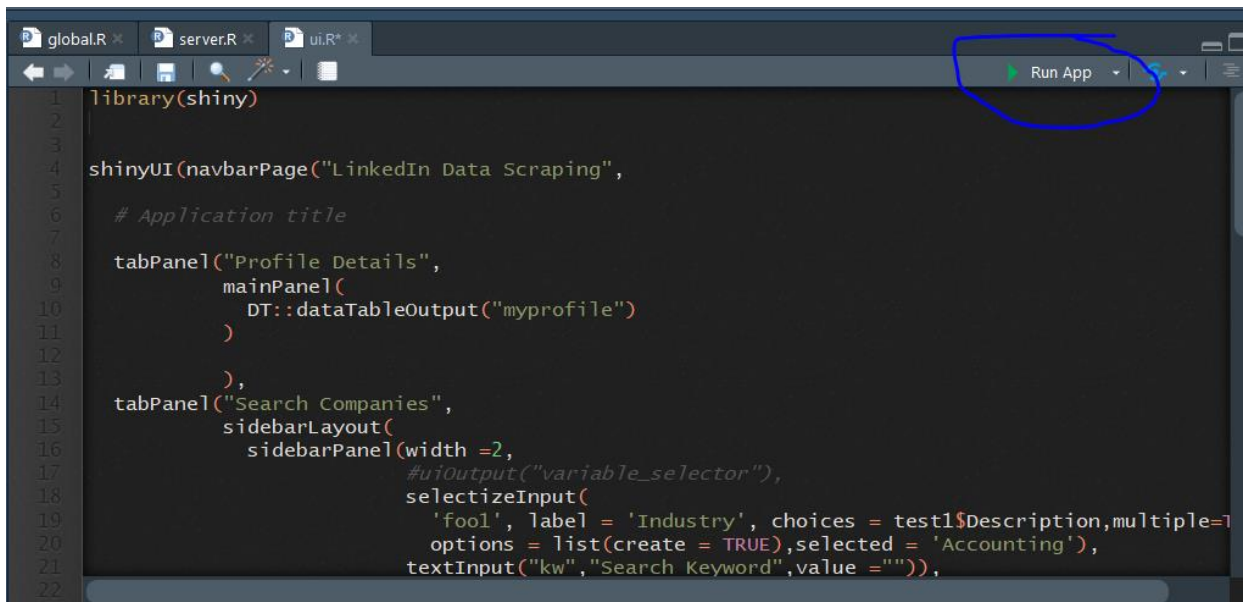 global.R × server.R × ui.R* ×
Run App
1 library(shiny)
2
3
4 shinyUI(navbarPage("LinkedIn Data Scraping",
5
6 # Application title
7
8 tabPanel("Profile Details",
9 mainPanel(
10 DT::dataTableOutput("myprofile")
11 )
12
13 ),
14 tabPanel("Search Companies",
15 sidebarLayout(
16 sidebarPanel(width =2,
17 #uiOutput("variable_selector"),
18 selectizeInput(
19 'foo1', label = 'Industry', choices = test1$Description,multiple=T
20 options = list(create = TRUE),selected = 'Accounting'),
21 textInput("kw","Search Keyword",value ="")),
22